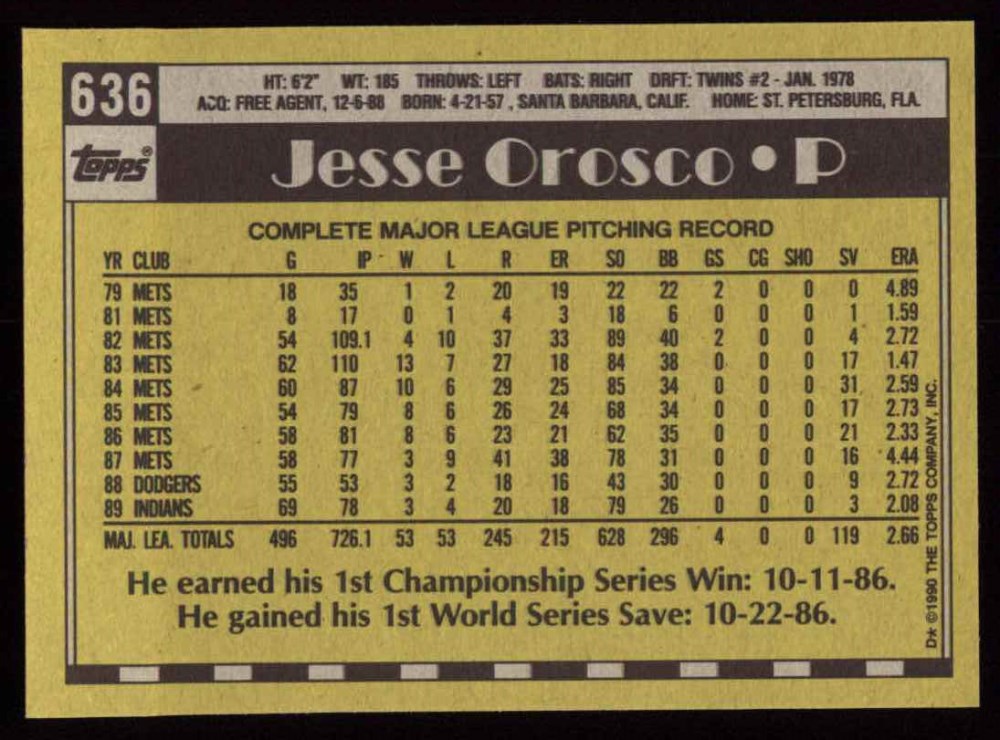 636
HT: 6'2" WT: 185 THROWS: LEFT BATS: RIGHT DRFT: TWINS #2 - JAN. 1978
ACQ: FREE AGENT, 12-6-88 BORN: 4-21-57, SANTA BARBARA, CALIF. HOME: ST. PETERSBURG, FLA.
topps®
Jesse Orosco • P
COMPLETE MAJOR LEAGUE PITCHING RECORD
YR CLUB G IP W L R ER SO BB GS CG SHO SV ERA
79 METS 18 35 1 2 20 19 22 22 2 0 0 0 4.89
81 METS 8 17 0 1 4 3 18 6 0 0 0 1 1.59
82 METS 54 109.1 4 10 37 33 89 40 2 0 0 4 2.72
83 METS 62 110 13 7 27 18 84 38 0 0 0 17 1.47
84 METS 60 87 10 6 29 25 85 34 0 0 0 31 2.59
85 METS 54 79 8 6 26 24 68 34 0 0 0 17 2.73
86 METS 58 81 8 6 23 21 62 35 0 0 0 21 2.33
87 METS 58 77 3 9 41 38 78 31 0 0 0 16 4.44
88 DODGERS 55 53 3 2 18 16 43 30 0 0 0 9 2.72
89 INDIANS 69 78 3 4 20 18 79 26 0 0 0 3 2.08
MAJ. LEA. TOTALS 496 726.1 53 53 245 215 628 296 4 0 0 119 2.66
He earned his 1st Championship Series Win: 10-11-86.
He gained his 1st World Series Save: 10-22-86.
D* ©1990 THE TOPPS COMPANY, INC.